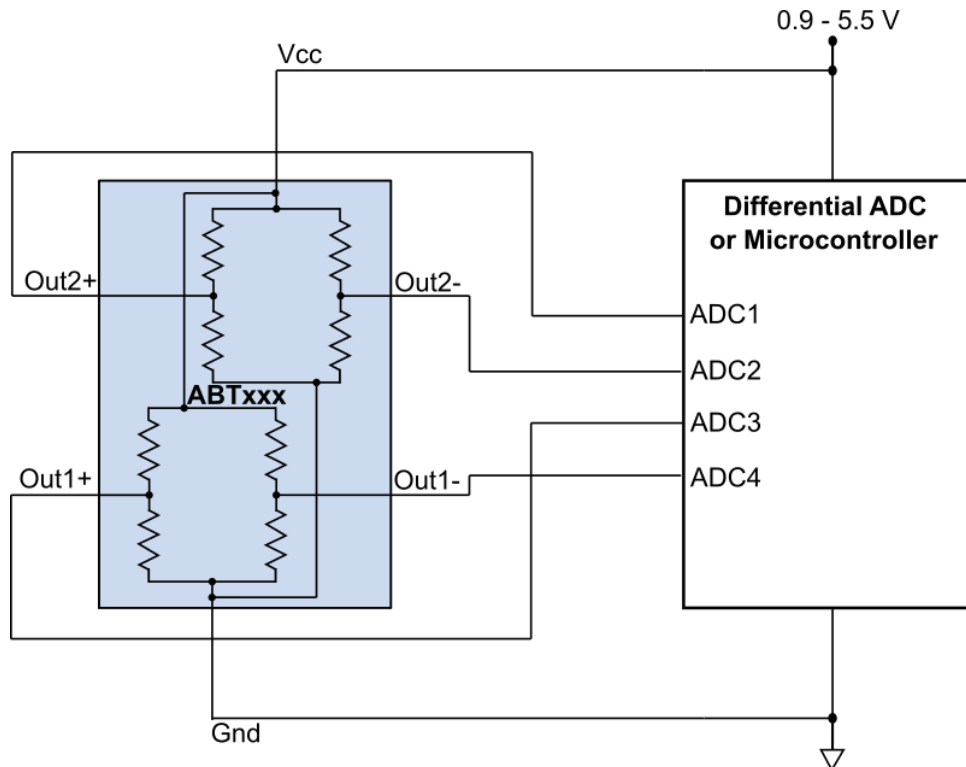 0.9 - 5.5 V
Vcc
Differential ADC
or Microcontroller
Out2+
Out2-
ADC1
ADC2
ABTxxx
ADC3
Out1+
Out1-
ADC4
Gnd